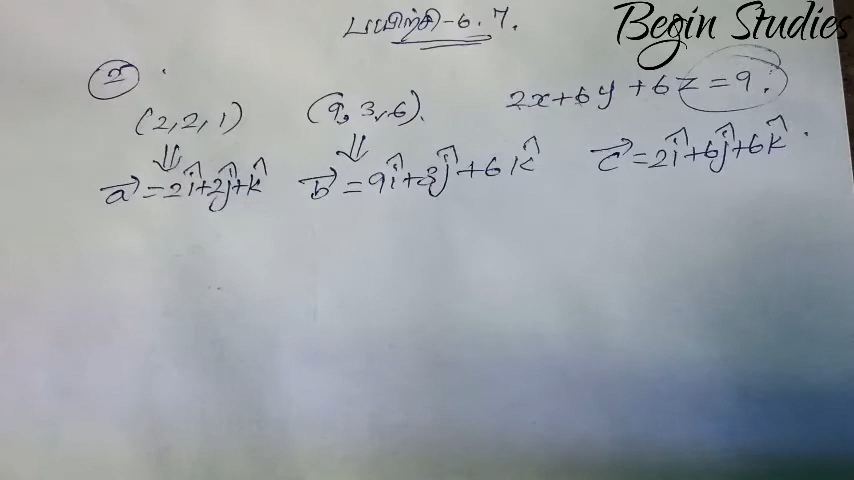 பயிற்சி-6.7.
Begin Studies
②.
(2,2,1) (9,3,6). 2x+6y+6z=9.
⇓ ⇓
a⃗=2î+2ĵ+k̂ b⃗=9î+3ĵ+6k̂ c⃗=2î+6ĵ+6k̂.